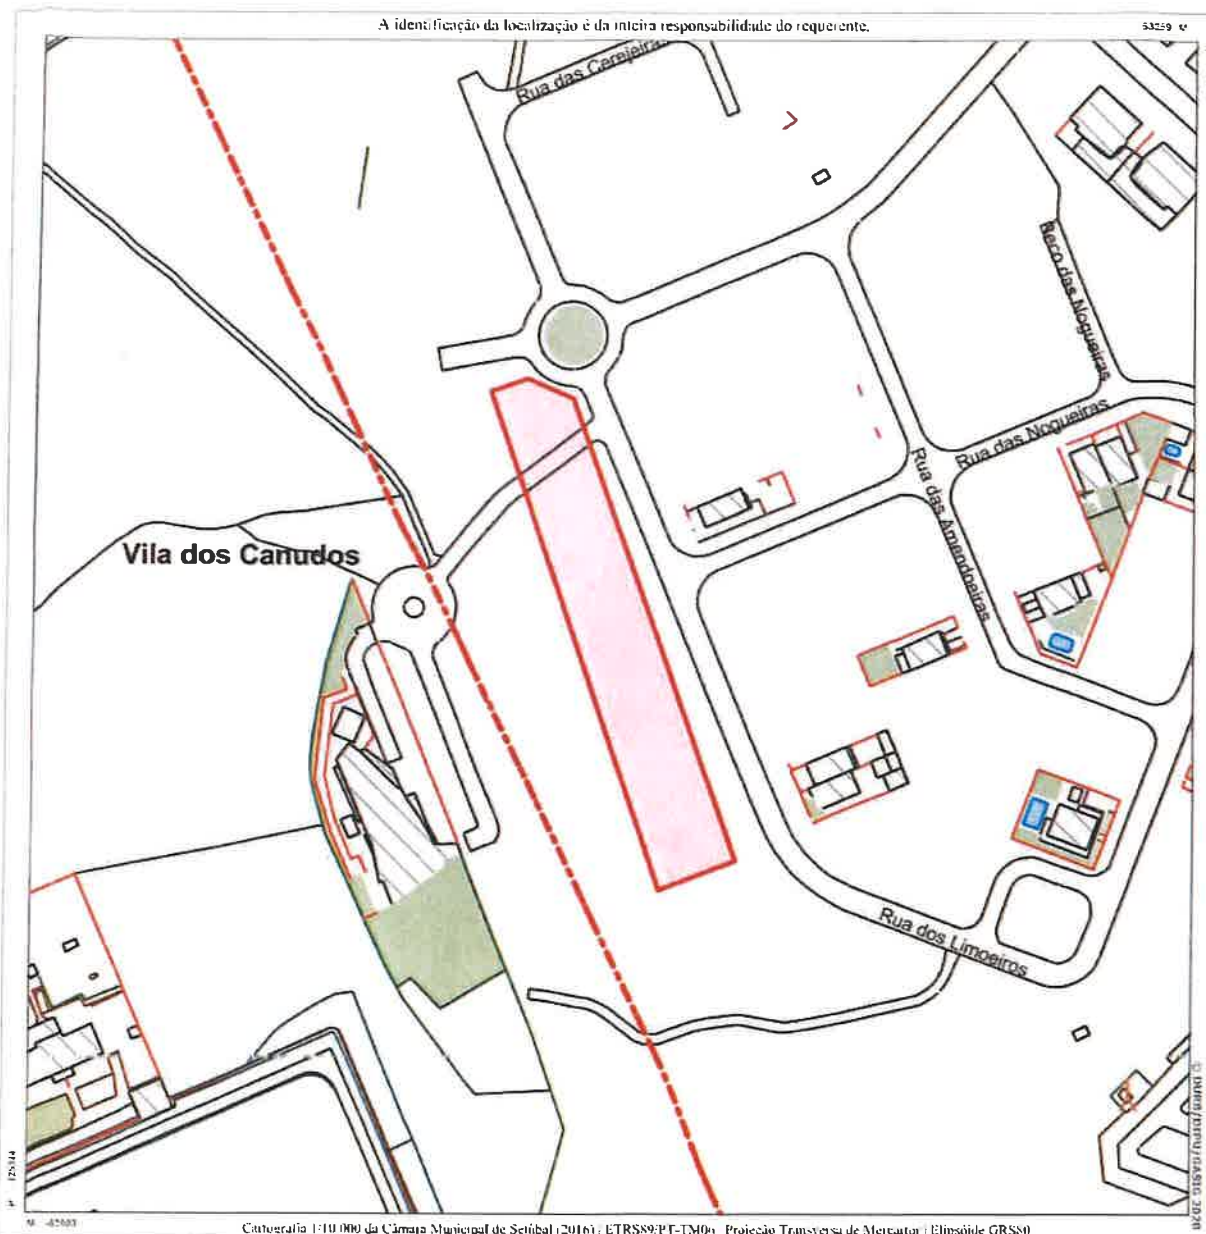 A identificação da localização é da inteira responsabilidade do requerente.
Rua das Cerejeiras
Beco das Nogueiras
Rua das Nogueiras
Rua das Amendoeiras
Vila dos Canudos
Rua dos Limoeiros
Cartografia 1/10 000 da Câmara Municipal de Setúbal (2016) / ETRS89/PT-TM06 Projeção Transversa de Mercator | Elipsóide GRS80